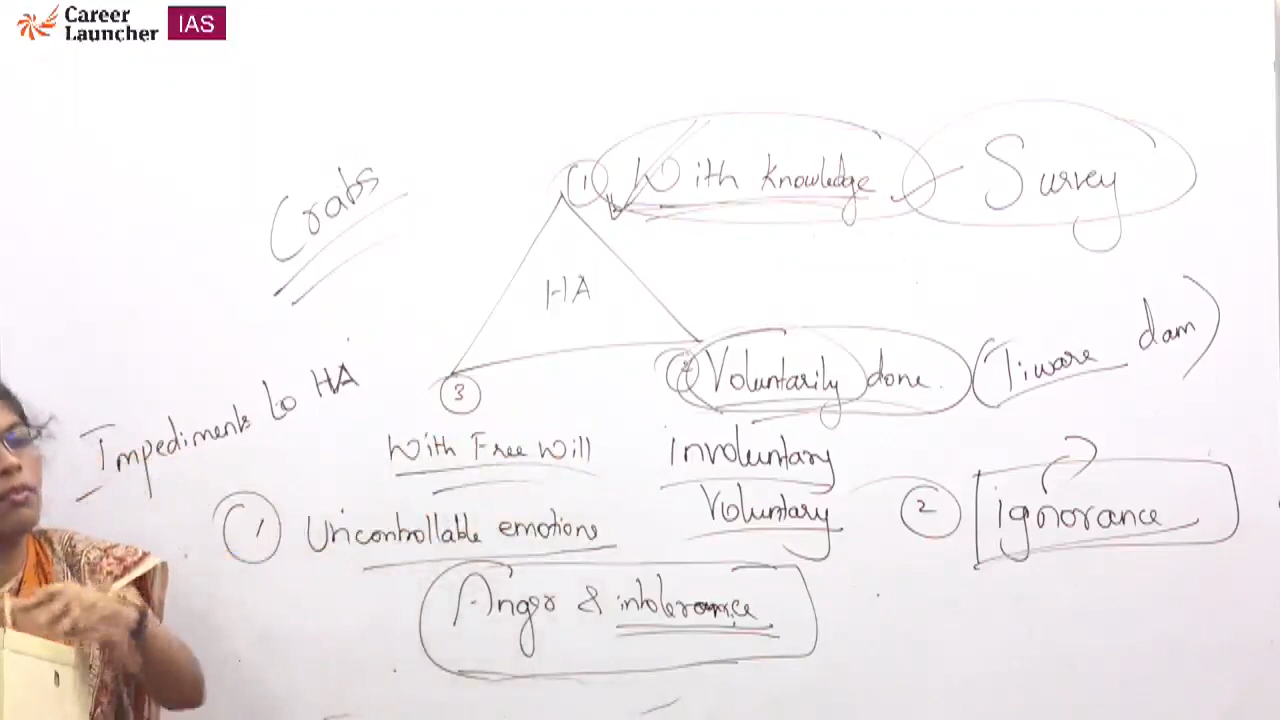 Career
Launcher
IAS
Crabs
(1) With Knowledge
Survey
HA
(2) Voluntarily done. (Tiware dam)
(3)
With Free Will
Involuntary
Voluntary
Impediments to HA
(1) Uncontrollable emotions
Anger & intolerance
(2) ignorance